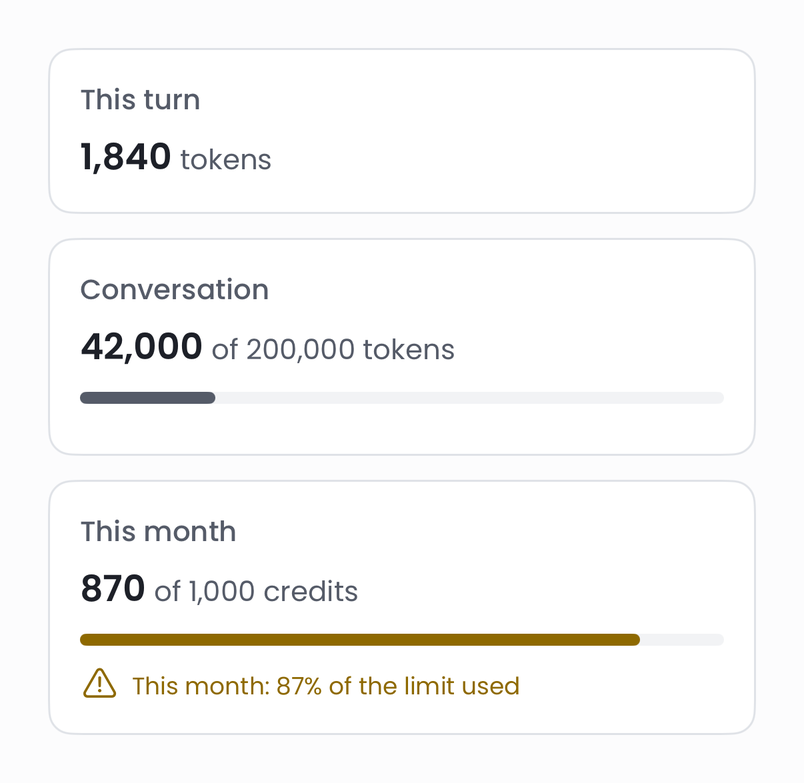 This turn
1,840 tokens
Conversation
42,000 of 200,000 tokens
This month
870 of 1,000 credits
This month: 87% of the limit used